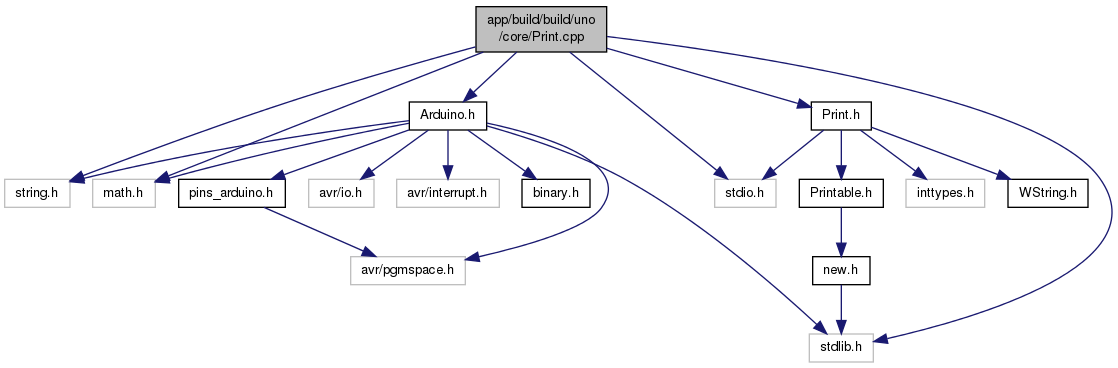 app/build/build/uno
/core/Print.cpp
Arduino.h
Print.h
string.h
math.h
pins_arduino.h
avr/io.h
avr/interrupt.h
binary.h
stdio.h
Printable.h
inttypes.h
WString.h
avr/pgmspace.h
new.h
stdlib.h